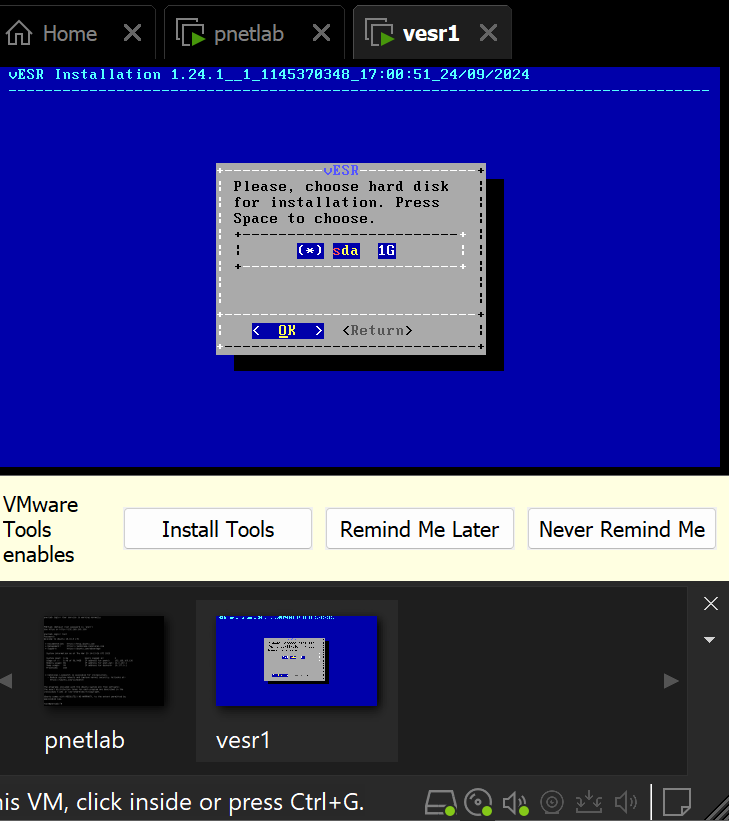 Home
pnetlab
vesr1
vESR Installation 1.24.1__1_1145370348_17:00:51_24/09/2024
vESR
Please, choose hard disk
for installation. Press
Space to choose.
(*) sda 1G
< OK > <Return>
VMware
Tools
enables
Install Tools
Remind Me Later
Never Remind Me
pnetlab
vesr1
his VM, click inside or press Ctrl+G.